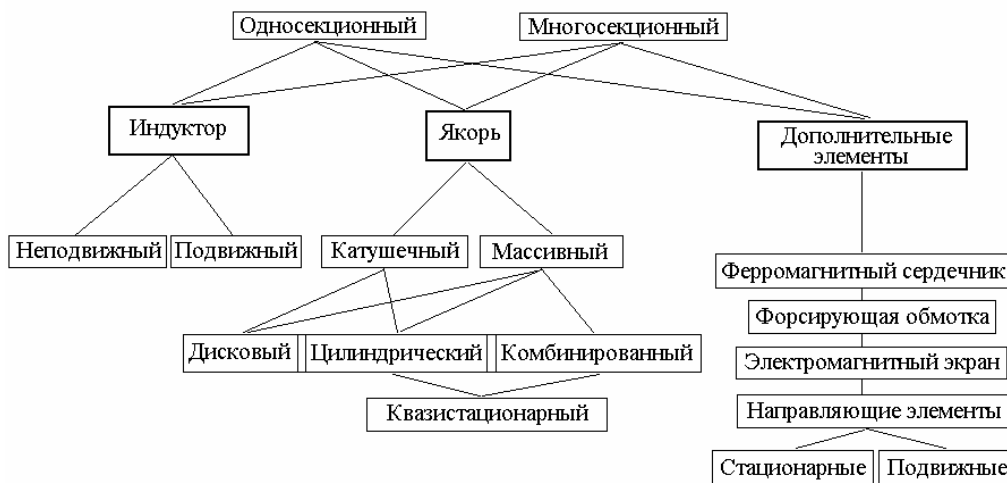 Односекционный
Многосекционный
Индуктор
Якорь
Дополнительные
элементы
Неподвижный
Подвижный
Катушечный
Массивный
Ферромагнитный сердечник
Форсирующая обмотка
Дисковый
Цилиндрический
Комбинированный
Электромагнитный экран
Квазистационарный
Направляющие элементы
Стационарные
Подвижные